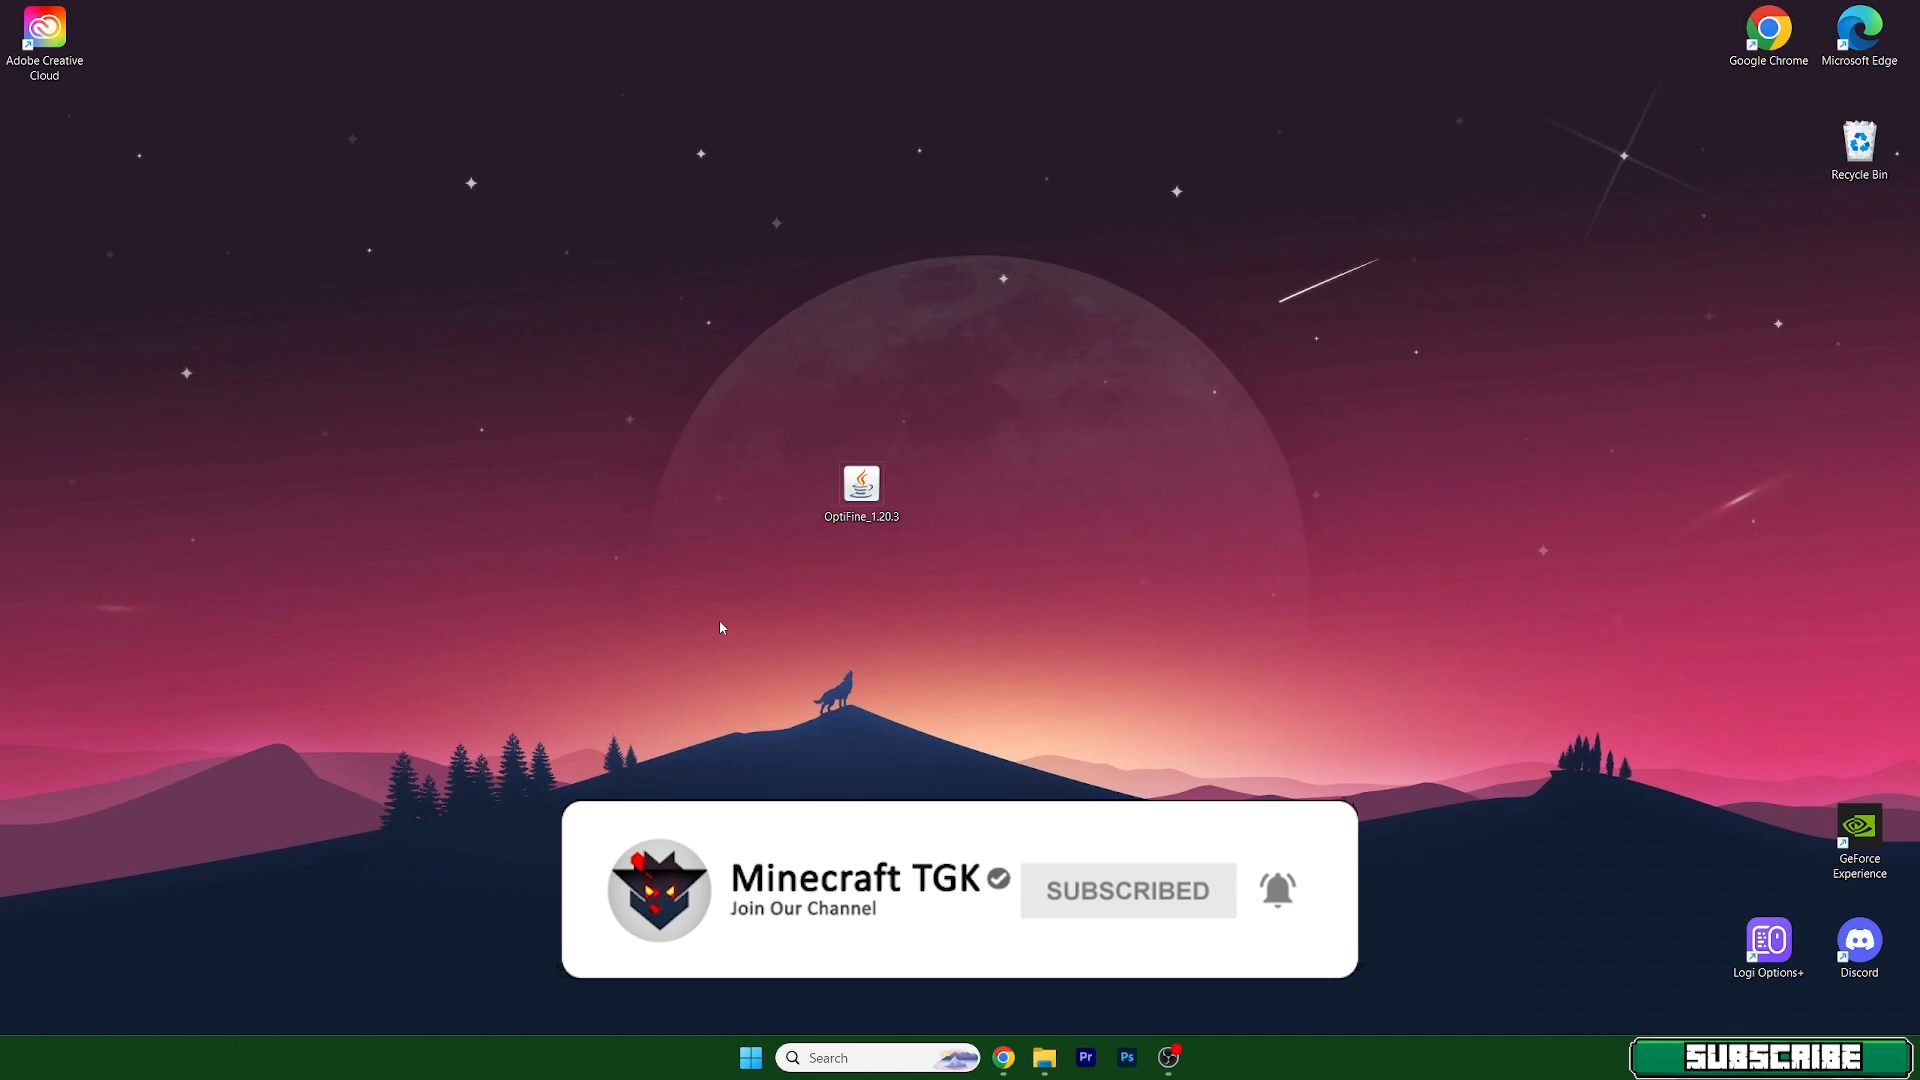 Adobe Creative
Cloud
Google Chrome
Microsoft Edge
Recycle Bin
OptiFine_1.20.3
GeForce
Experience
Minecraft TGK
Join Our Channel
SUBSCRIBED
Logi Options+
Discord
Search
Pr
Ps
SUBSCRIBE